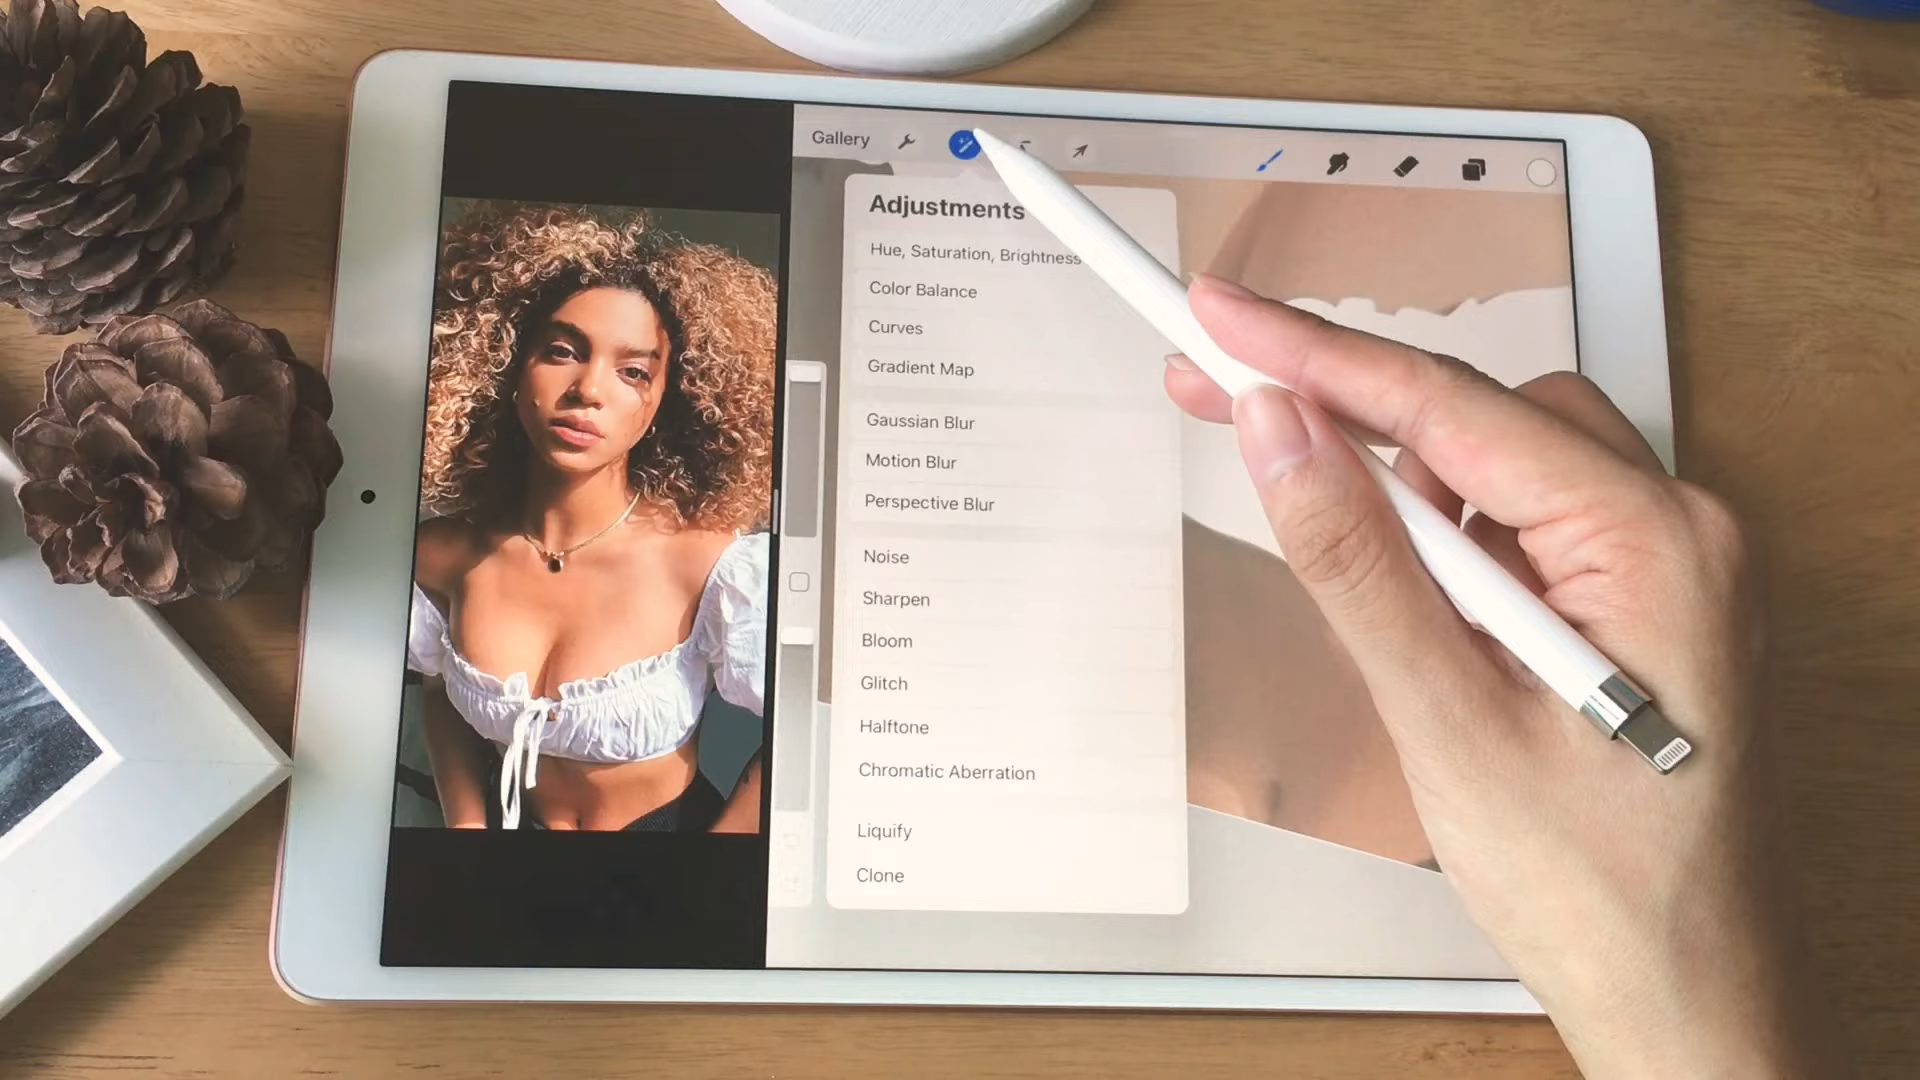 Gallery
Adjustments
Hue, Saturation, Brightness
Color Balance
Curves
Gradient Map
Gaussian Blur
Motion Blur
Perspective Blur
Noise
Sharpen
Bloom
Glitch
Halftone
Chromatic Aberration
Liquify
Clone